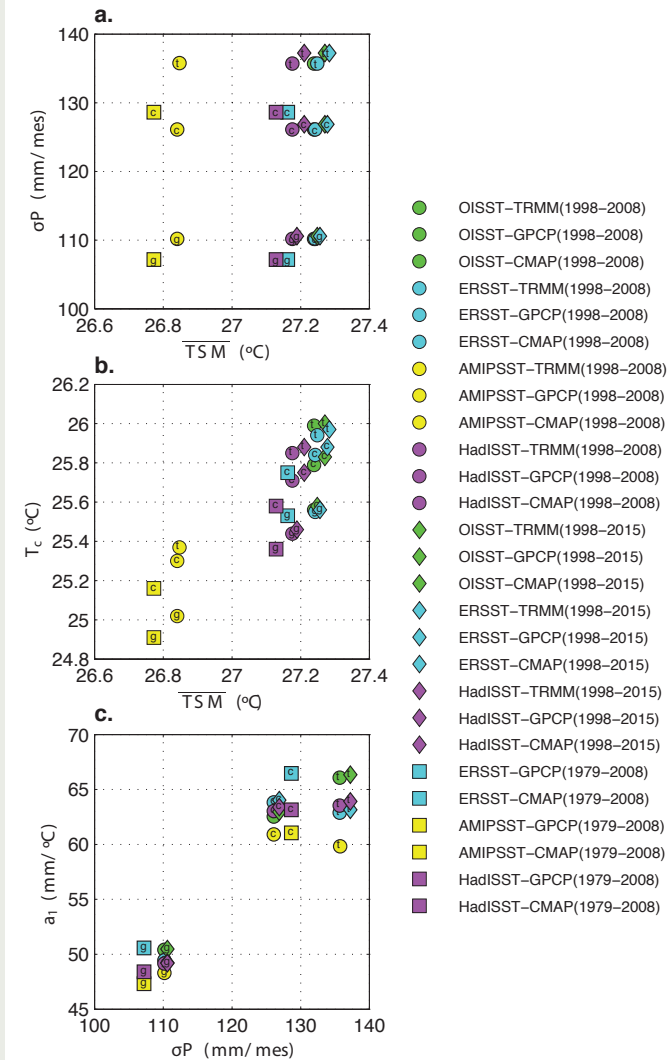 a.
140
130
120
110
100
σP (mm/ mes)
26.6 26.8 27 27.2 27.4
TSM (ºC)
b.
26.2
26
25.8
25.6
25.4
25.2
25
24.8
T_c (ºC)
26.6 26.8 27 27.2 27.4
TSM (ºC)
c.
70
65
60
55
50
45
a_1 (mm/ ºC)
100 110 120 130 140
σP (mm/ mes)
OISST−TRMM(1998−2008)
OISST−GPCP(1998−2008)
OISST−CMAP(1998−2008)
ERSST−TRMM(1998−2008)
ERSST−GPCP(1998−2008)
ERSST−CMAP(1998−2008)
AMIPSST−TRMM(1998−2008)
AMIPSST−GPCP(1998−2008)
AMIPSST−CMAP(1998−2008)
HadISST−TRMM(1998−2008)
HadISST−GPCP(1998−2008)
HadISST−CMAP(1998−2008)
OISST−TRMM(1998−2015)
OISST−GPCP(1998−2015)
OISST−CMAP(1998−2015)
ERSST−TRMM(1998−2015)
ERSST−GPCP(1998−2015)
ERSST−CMAP(1998−2015)
HadISST−TRMM(1998−2015)
HadISST−GPCP(1998−2015)
HadISST−CMAP(1998−2015)
ERSST−GPCP(1979−2008)
ERSST−CMAP(1979−2008)
AMIPSST−GPCP(1979−2008)
AMIPSST−CMAP(1979−2008)
HadISST−GPCP(1979−2008)
HadISST−CMAP(1979−2008)